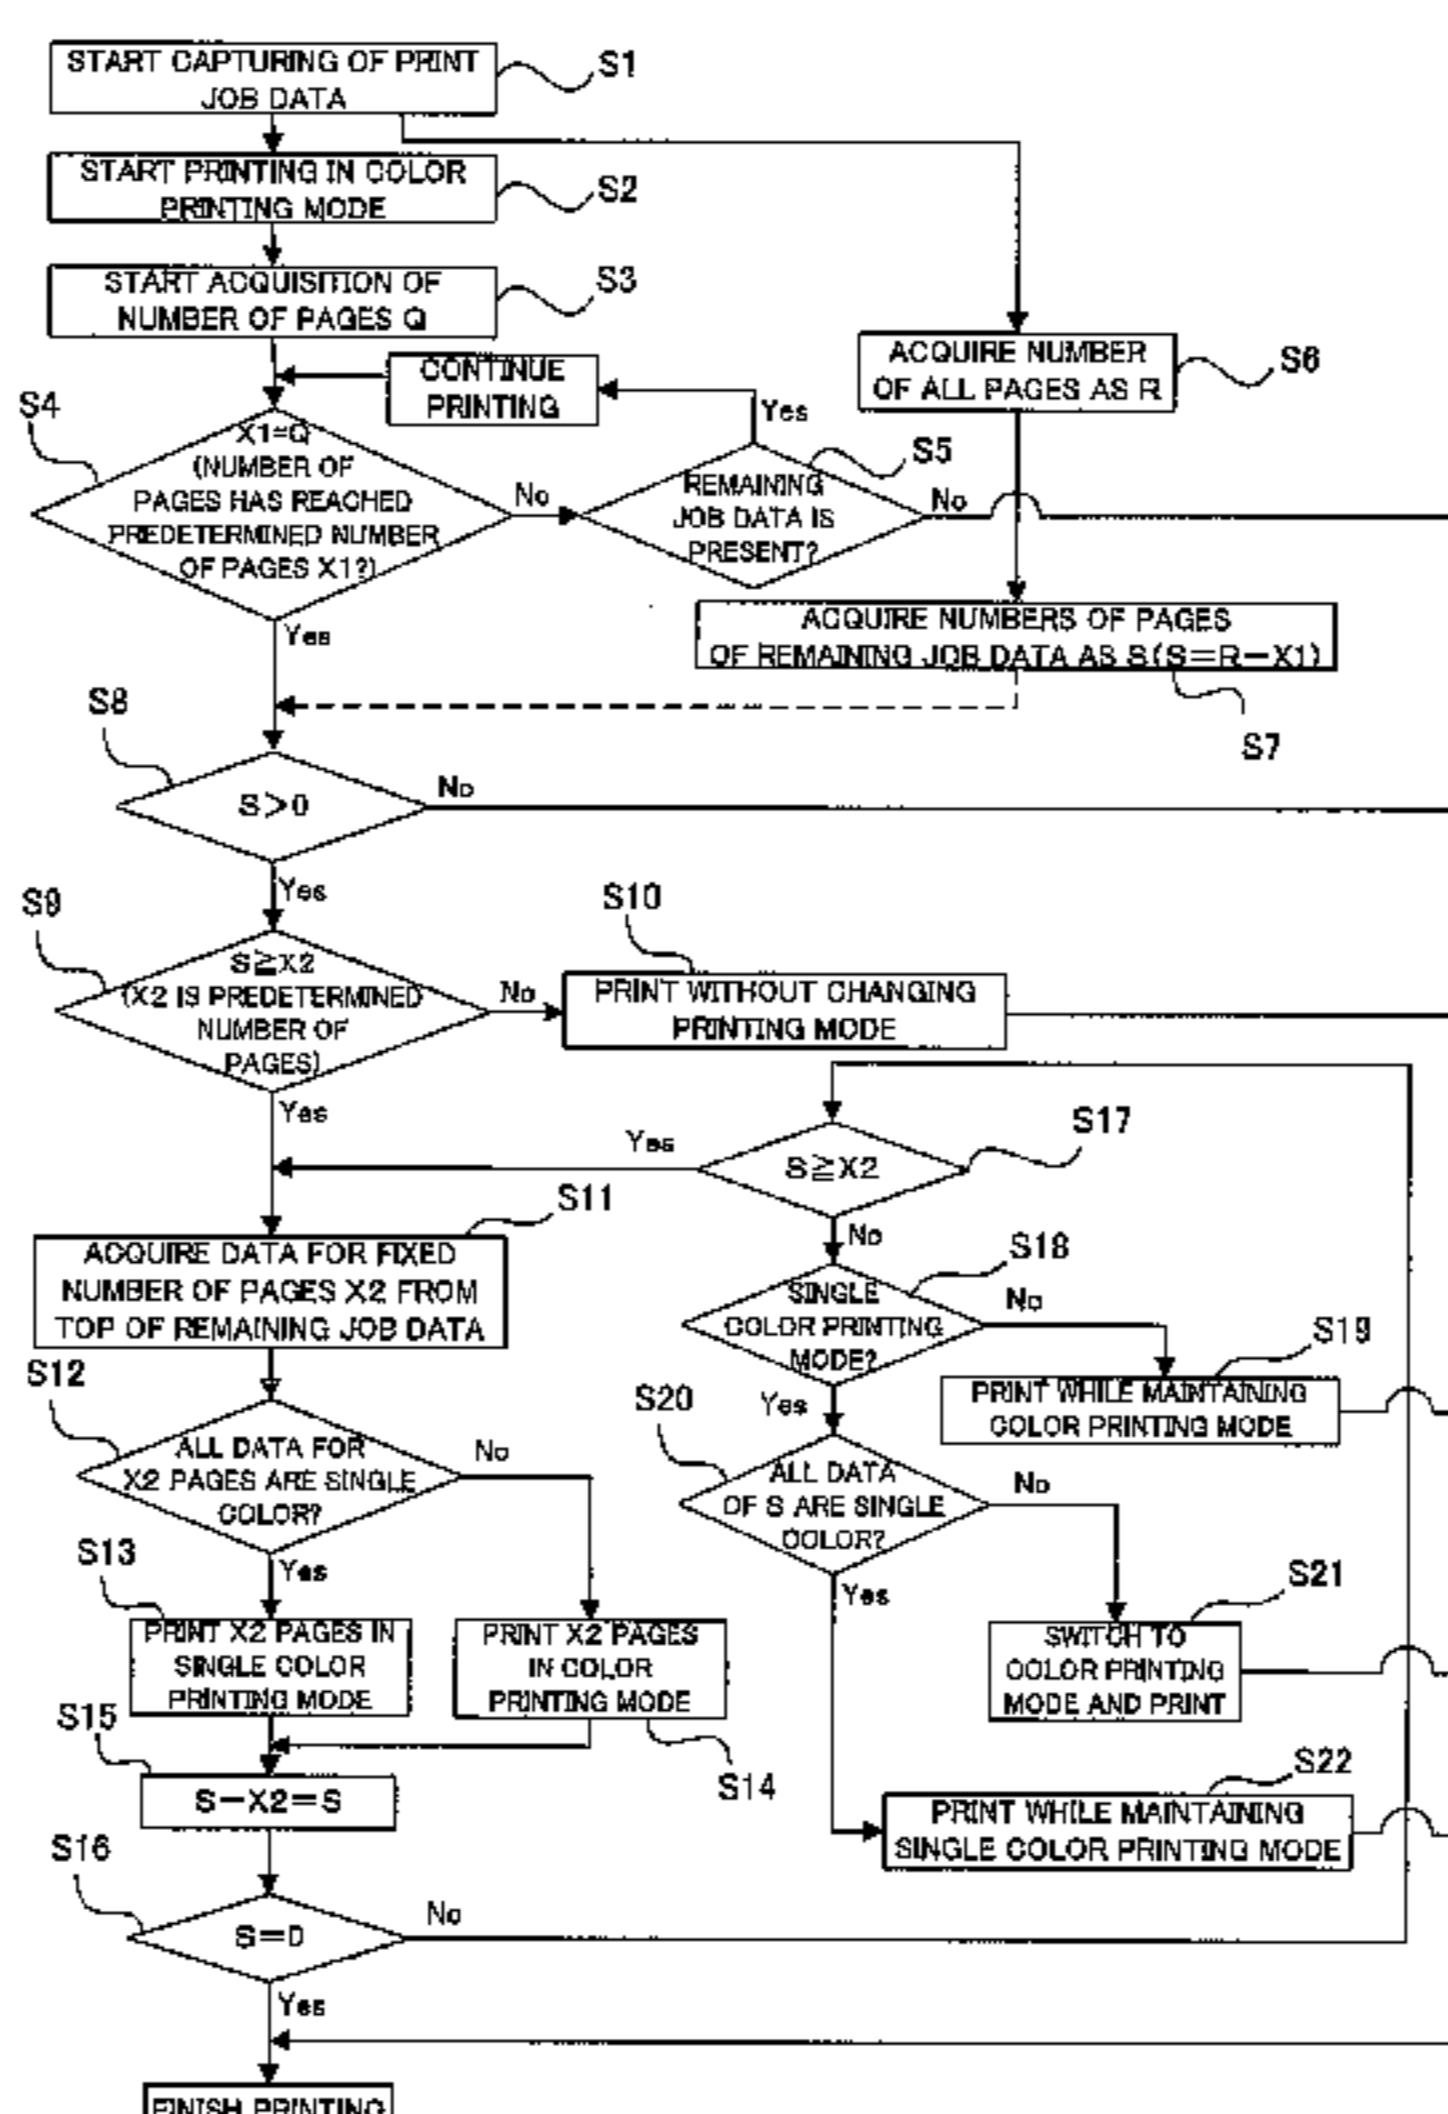 START CAPTURING OF PRINT
JOB DATA
S1
START PRINTING IN COLOR
PRINTING MODE
S2
START ACQUISITION OF
NUMBER OF PAGES Q
S3
CONTINUE
PRINTING
ACQUIRE NUMBER
OF ALL PAGES AS R
S6
S4
X1=Q
(NUMBER OF
PAGES HAS REACHED
PREDETERMINED NUMBER
OF PAGES X1?)
No
Yes
S5
REMAINING
JOB DATA IS
PRESENT?
Yes
No
ACQUIRE NUMBERS OF PAGES
OF REMAINING JOB DATA AS S(S=R-X1)
S7
S8
S>0
No
Yes
S9
S≧X2
(X2 IS PREDETERMINED
NUMBER OF
PAGES)
No
Yes
S10
PRINT WITHOUT CHANGING
PRINTING MODE
S17
S≧X2
Yes
No
S11
ACQUIRE DATA FOR FIXED
NUMBER OF PAGES X2 FROM
TOP OF REMAINING JOB DATA
S18
SINGLE
COLOR PRINTING
MODE?
No
Yes
S19
PRINT WHILE MAINTAINING
COLOR PRINTING MODE
S12
ALL DATA FOR
X2 PAGES ARE SINGLE
COLOR?
No
Yes
S20
ALL DATA
OF S ARE SINGLE
COLOR?
No
Yes
S13
PRINT X2 PAGES IN
SINGLE COLOR
PRINTING MODE
PRINT X2 PAGES
IN COLOR
PRINTING MODE
S14
S21
SWITCH TO
COLOR PRINTING
MODE AND PRINT
S15
S-X2=S
S22
PRINT WHILE MAINTAINING
SINGLE COLOR PRINTING MODE
S16
S=0
No
Yes
FINISH PRINTING